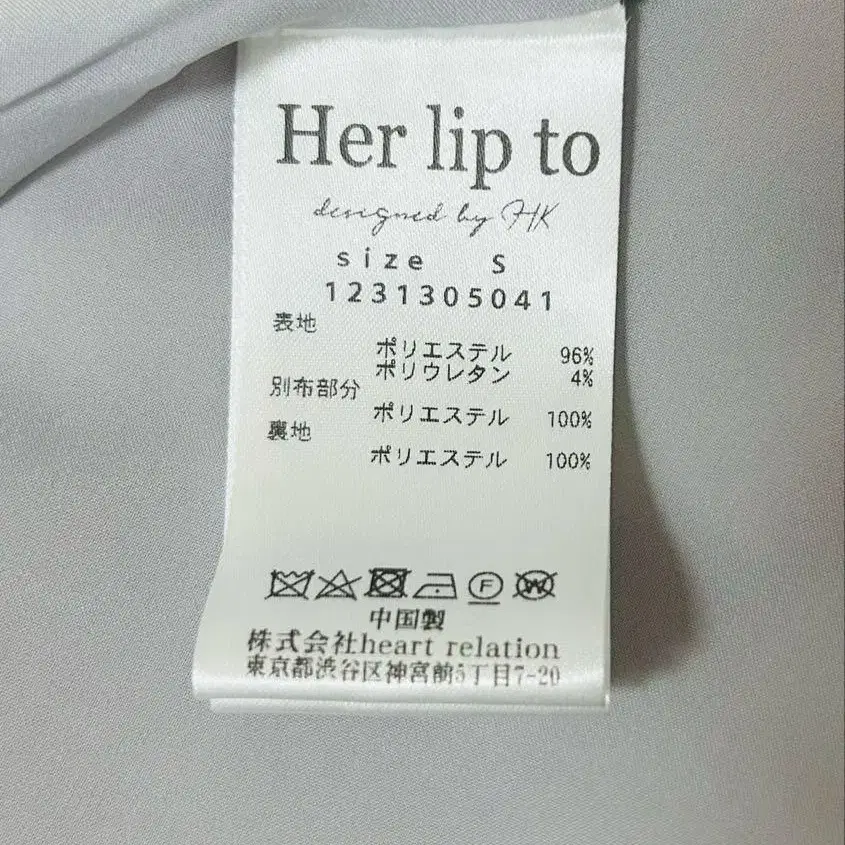 Her lip to
designed by HK
size S
1231305041
表地
ポリエステル 96%
ポリウレタン 4%
別布部分
ポリエステル 100%
裏地
ポリエステル 100%
F W
中国製
株式会社heart relation
東京都渋谷区神宮前5丁目7-20